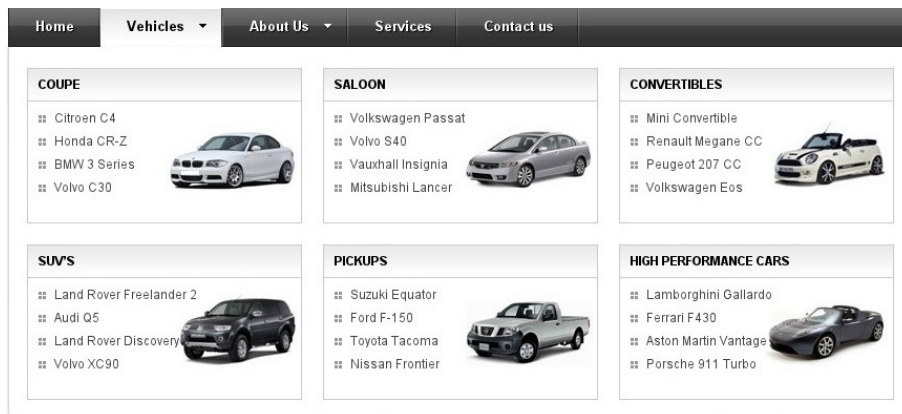 Home Vehicles About Us Services Contact us
COUPE
Citroen C4
Honda CR-Z
BMW 3 Series
Volvo C30
SALOON
Volkswagen Passat
Volvo S40
Vauxhall Insignia
Mitsubishi Lancer
CONVERTIBLES
Mini Convertible
Renault Megane CC
Peugeot 207 CC
Volkswagen Eos
SUV'S
Land Rover Freelander 2
Audi Q5
Land Rover Discovery
Volvo XC90
PICKUPS
Suzuki Equator
Ford F-150
Toyota Tacoma
Nissan Frontier
HIGH PERFORMANCE CARS
Lamborghini Gallardo
Ferrari F430
Aston Martin Vantage
Porsche 911 Turbo